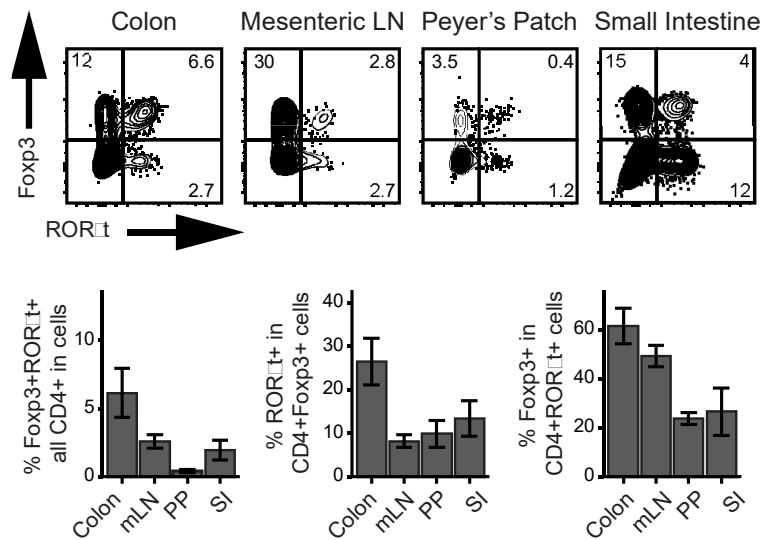 Colon Mesenteric LN Peyer's Patch Small Intestine
12 6.6 30 2.8 3.5 0.4 15 4
Foxp3
2.7 2.7 1.2 12
ROR□t
% Foxp3+ROR□t+
all CD4+ in cells
10
5
0
Colon mLN PP SI
% ROR□t+ in
CD4+Foxp3+ cells
40
30
20
10
0
Colon mLN PP SI
% Foxp3+ in
CD4+ROR□t+ cells
60
40
20
0
Colon mLN PP SI